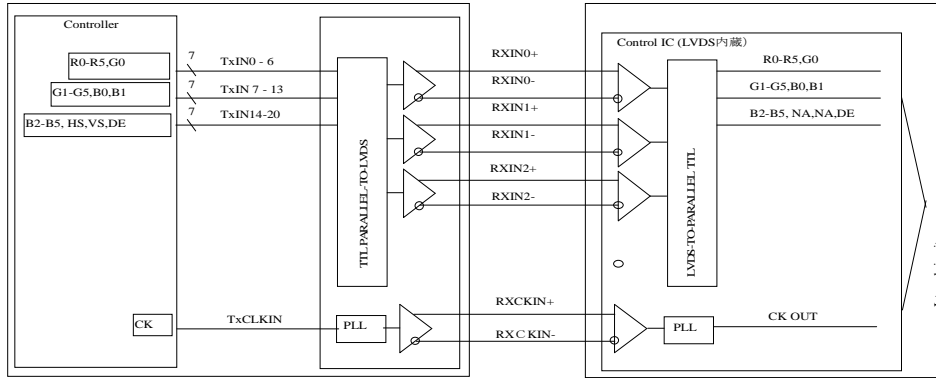 Controller
Control IC (LVDS内蔵)
R0-R5,G0
7
TxIN0 - 6
RXIN0+
R0-R5,G0
RXIN0-
G1-G5,B0,B1
7
TxIN 7 - 13
G1-G5,B0,B1
RXIN1+
B2-B5, HS,VS,DE
7
TxIN14-20
B2-B5, NA,NA,DE
RXIN1-
RXIN2+
RXIN2-
TTL PARALLEL-TO-LVDS
LVDS-TO-PARALLEL TTL
RXCKIN+
CK
TxCLKIN
PLL
PLL
CK OUT
RXCKIN-